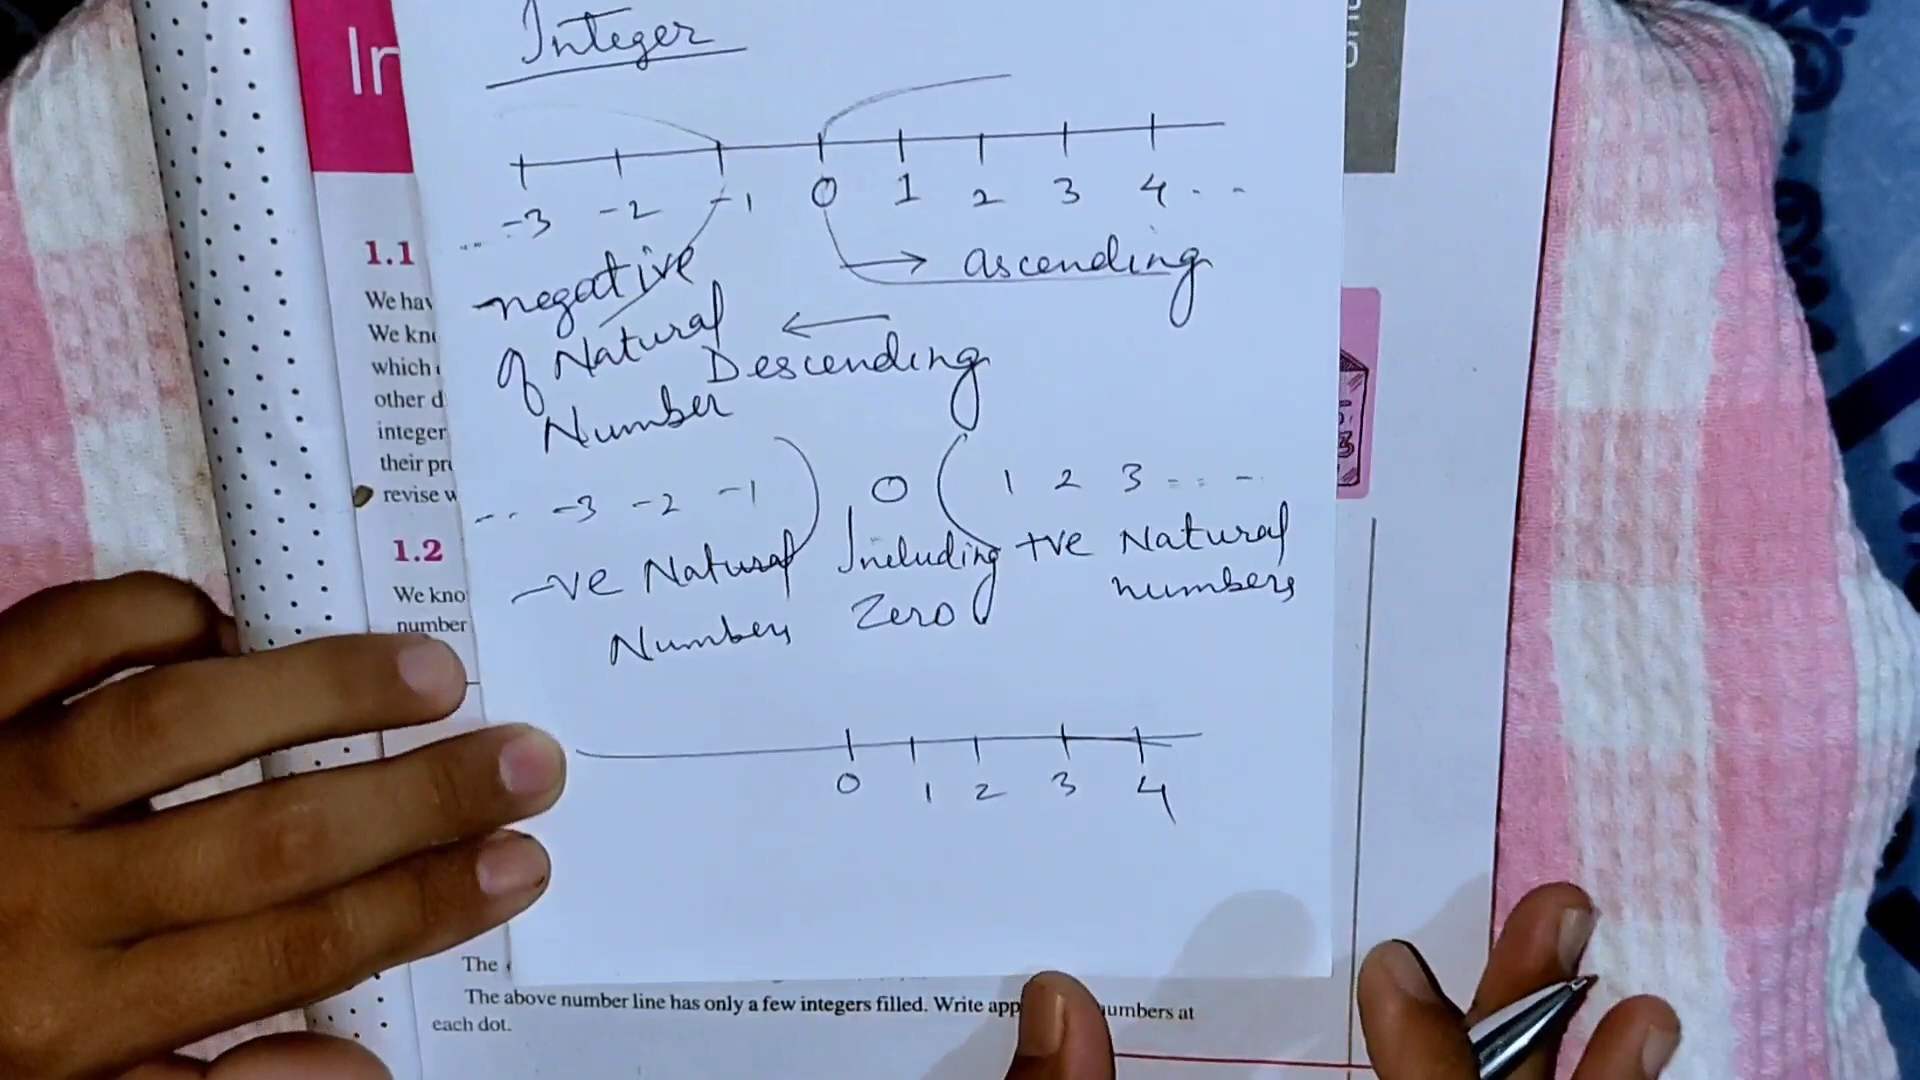 Integer
In
-3 -2 -1 0 1 2 3 4 . . -
negative → ascending
of Natural ←
Number Descending
--.. -3 -2 -1 0 1 2 3 -- -- -
-ve Natural Including +ve Natural
Numbers Zero numbers
0 1 2 3 4
1.1
We hav
We kno
which
other d
integer
their pr
revise w
1.2
We kno
number
The
The above number line has only a few integers filled. Write app umbers at
each dot.